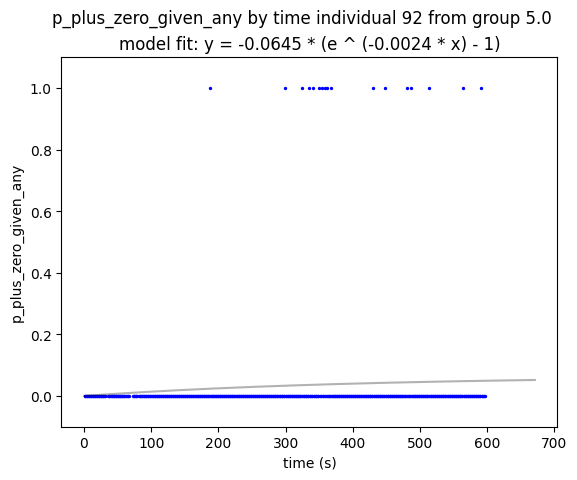 p_plus_zero_given_any by time individual 92 from group 5.0
model fit: y = -0.0645 * (e ^ (-0.0024 * x) - 1)
p_plus_zero_given_any
1.0
0.8
0.6
0.4
0.2
0.0
0 100 200 300 400 500 600 700
time (s)